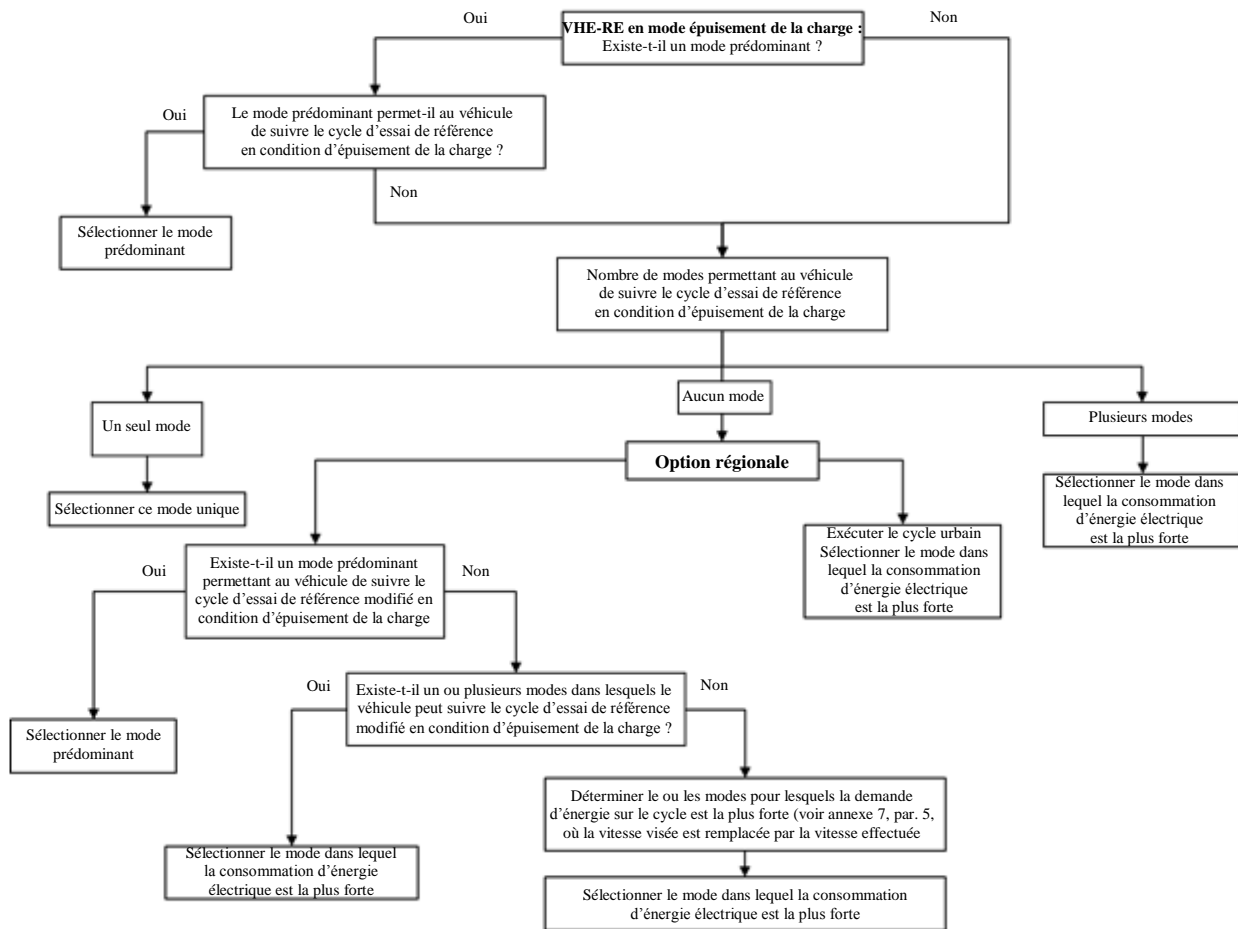 Oui
Non
VHE-RE en mode épuisement de la charge :
Existe-t-il un mode prédominant ?
Oui
Le mode prédominant permet-il au véhicule
de suivre le cycle d'essai de référence
en condition d'épuisement de la charge ?
Non
Sélectionner le mode
prédominant
Nombre de modes permettant au véhicule
de suivre le cycle d'essai de référence
en condition d'épuisement de la charge
Un seul mode
Aucun mode
Plusieurs modes
Sélectionner ce mode unique
Option régionale
Sélectionner le mode dans
lequel la consommation
d'énergie électrique
est la plus forte
Exécuter le cycle urbain
Sélectionner le mode dans
lequel la consommation
d'énergie électrique
est la plus forte
Oui
Existe-t-il un mode prédominant
permettant au véhicule de suivre le
cycle d'essai de référence modifié en
condition d'épuisement de la charge
Non
Sélectionner le mode
prédominant
Oui
Existe-t-il un ou plusieurs modes dans lesquels le
véhicule peut suivre le cycle d'essai de référence
modifié en condition d'épuisement de la charge ?
Non
Sélectionner le mode dans lequel
la consommation d'énergie
électrique est la plus forte
Déterminer le ou les modes pour lesquels la demande
d'énergie sur le cycle est la plus forte (voir annexe 7, par. 5,
où la vitesse visée est remplacée par la vitesse effectuée
Sélectionner le mode dans lequel la consommation
d'énergie électrique est la plus forte